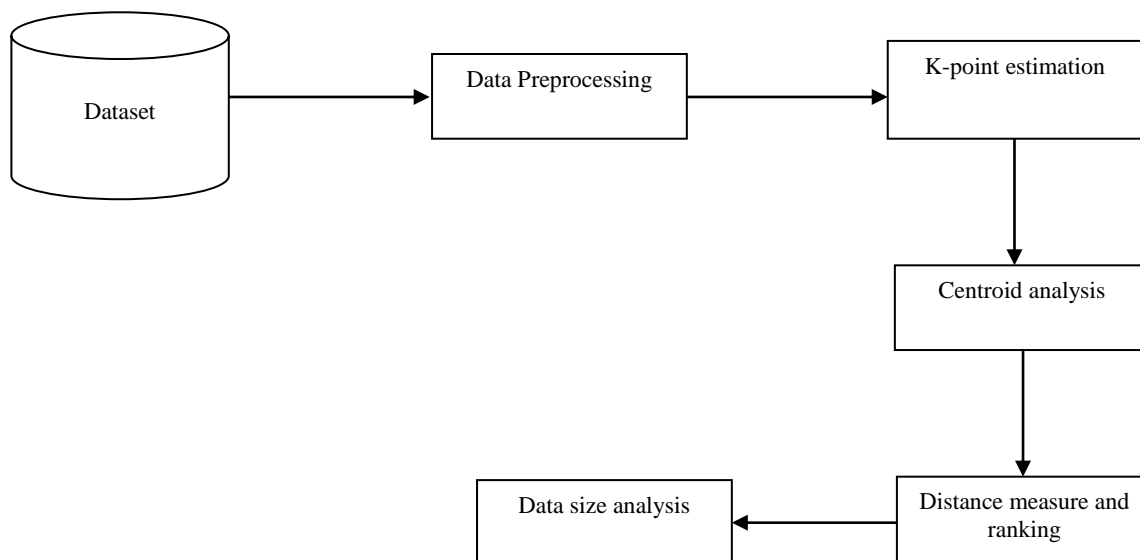 Dataset
Data Preprocessing
K-point estimation
Centroid analysis
Distance measure and
ranking
Data size analysis